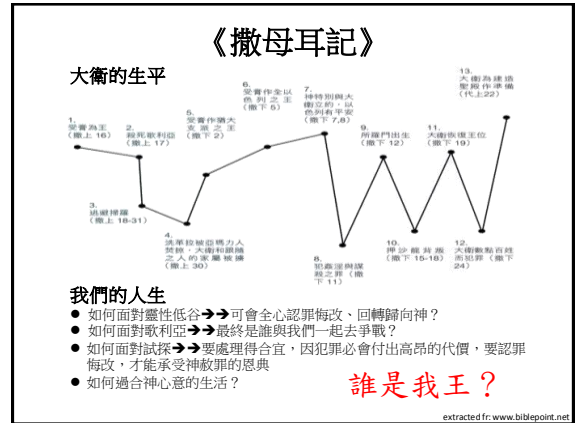 《撒母耳記》
大衛的生平
1.
受膏為王
(撒上 16)
2.
殺死歌利亞
(撒上 17)
3.
逃避掃羅
(撒上 18-31)
4.
洗革拉被亞瑪力人
焚掠，大衛和跟隨
之人的家屬被擄
(撒上 30)
5.
受膏作猶大
支派之王
(撒下 2)
6.
受膏作全以
色列之王
(撒下 5)
7.
神特別與大
衛立約，以
色列有平安
(撒下 7,8)
8.
犯姦淫與謀
殺之罪 (撒
下 11)
9.
所羅門出生
(撒下 12)
10.
押沙龍背叛
(撒下 15-18)
11.
大衛恢復王位
(撒下 19)
12.
大衛數點百姓
而犯罪 (撒下
24)
13.
大衛為建造
聖殿作準備
(代上22)
我們的人生
● 如何面對靈性低谷➔➔可會全心認罪悔改、回轉歸向神？
● 如何面對歌利亞➔➔最終是誰與我們一起去爭戰？
● 如何面對試探➔➔要處理得合宜，因犯罪必會付出高昂的代價，要認罪
悔改，才能承受神赦罪的恩典
● 如何過合神心意的生活？
誰是我王？
extracted fr: www.biblepoint.net